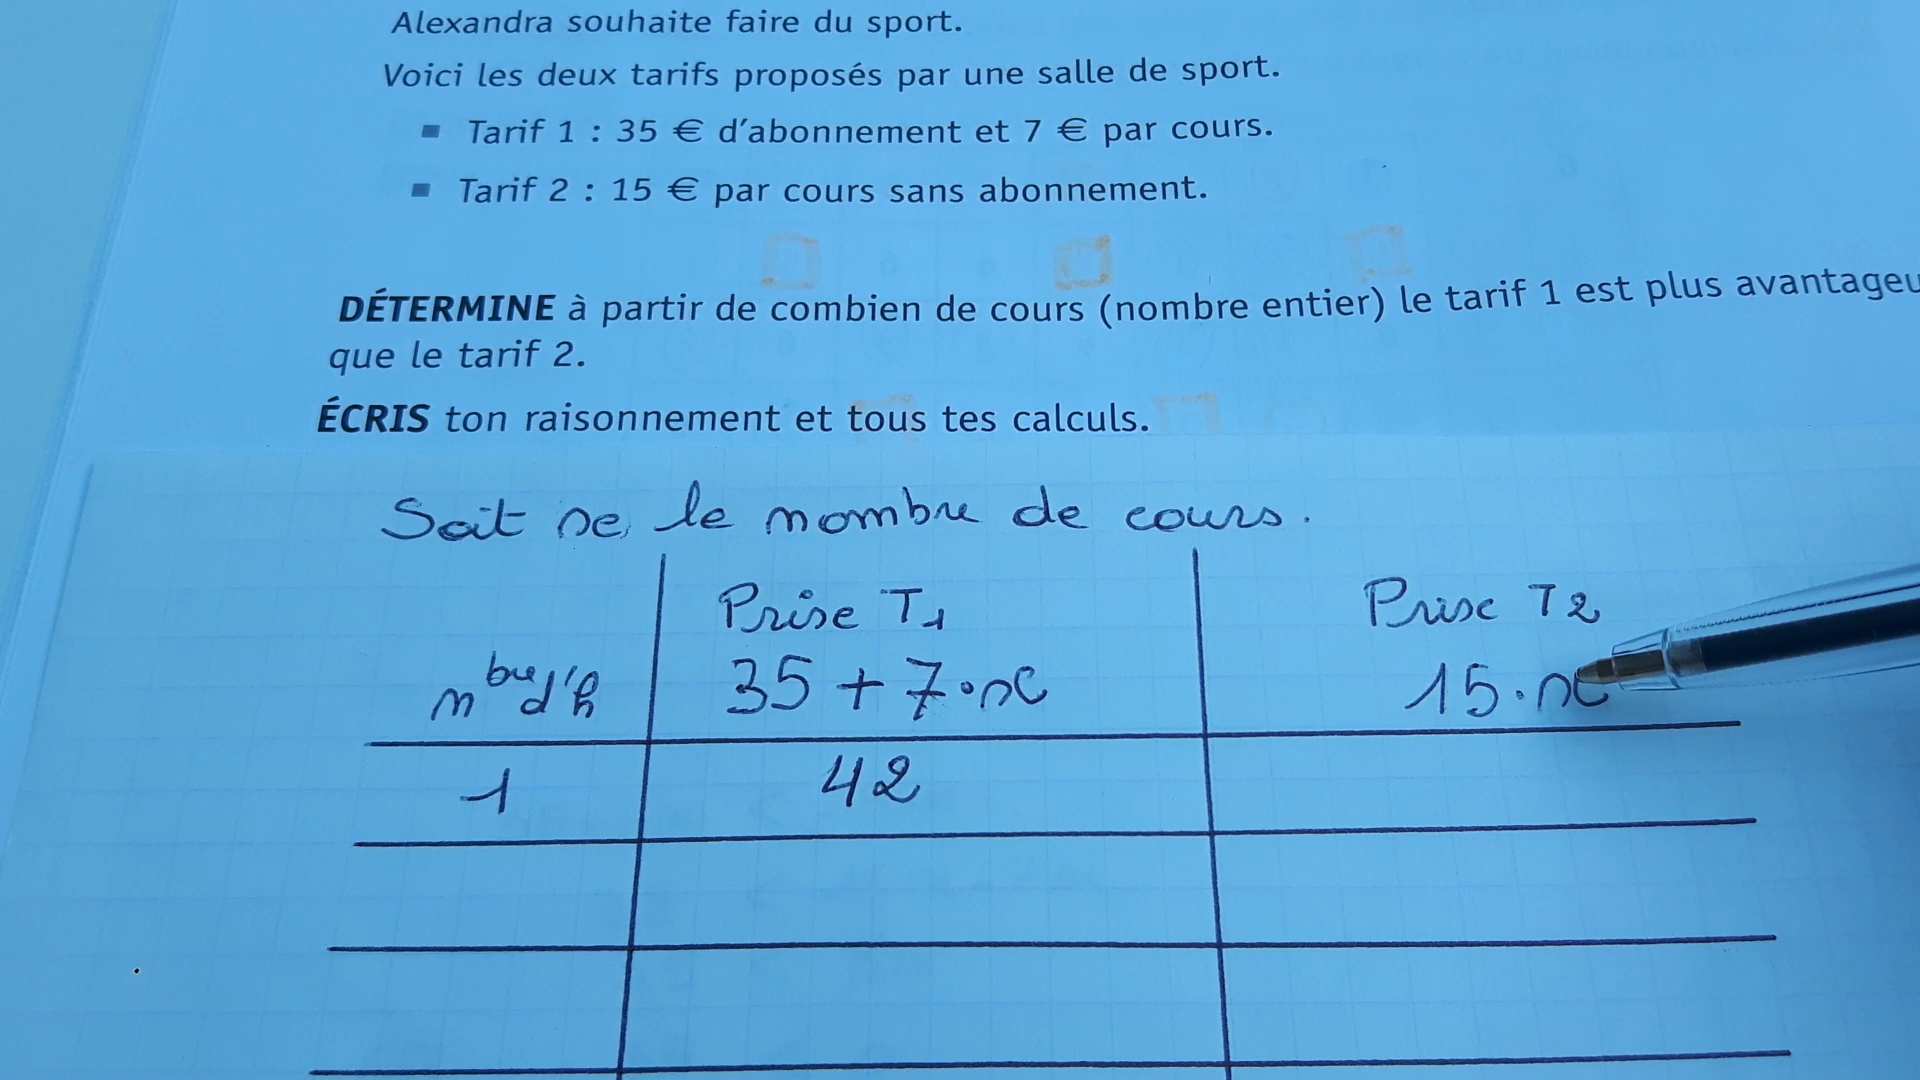 Alexandra souhaite faire du sport.
Voici les deux tarifs proposés par une salle de sport.
▪ Tarif 1 : 35 € d'abonnement et 7 € par cours.
▪ Tarif 2 : 15 € par cours sans abonnement.
DÉTERMINE à partir de combien de cours (nombre entier) le tarif 1 est plus avantageu
que le tarif 2.
ÉCRIS ton raisonnement et tous tes calculs.
Soit x le nombre de cours.
Prix T1 Prix T2
nbre d'h 35 + 7·x 15·x
1 42